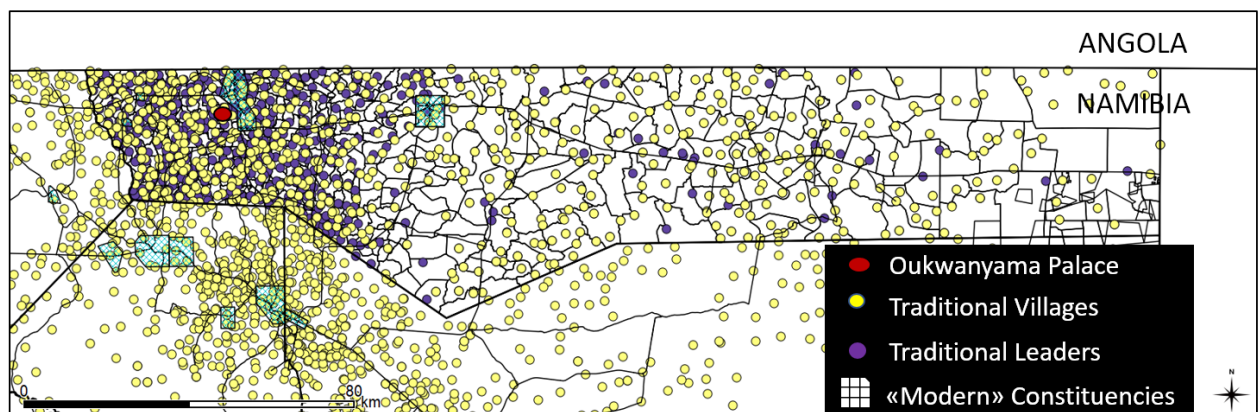 ANGOLA
NAMIBIA
Oukwanyama Palace
Traditional Villages
Traditional Leaders
«Modern» Constituencies
0
80
km
N